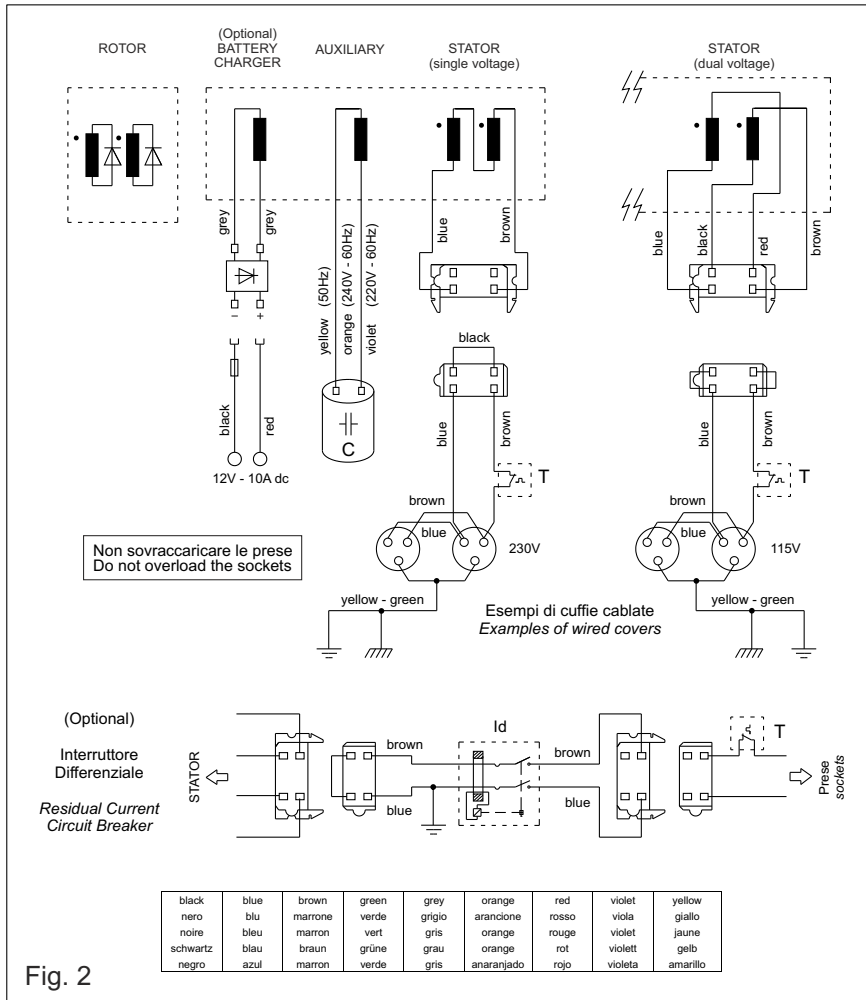 ROTOR
(Optional)
BATTERY
CHARGER
AUXILIARY
STATOR
(single voltage)
STATOR
(dual voltage)
grey
grey
blue
brown
blue
black
red
brown
yellow (50Hz)
orange (240V - 60Hz)
violet (220V - 60Hz)
– +
black
red
12V - 10A dc
C
black
blue
brown
T
brown
blue
230V
blue
brown
T
brown
blue
115V
Non sovraccaricare le prese
Do not overload the sockets
yellow - green
yellow - green
Esempi di cuffie cablate
Examples of wired covers
(Optional)
Interruttore
Differenziale
Residual Current
Circuit Breaker
STATOR
brown
blue
Id
brown
blue
T
Prese
sockets
black blue brown green grey orange red violet yellow
nero blu marrone verde grigio arancione rosso viola giallo
noire bleu marron vert gris orange rouge violet jaune
schwartz blau braun grüne grau orange rot violett gelb
negro azul marron verde gris anaranjado rojo violeta amarillo
Fig. 2